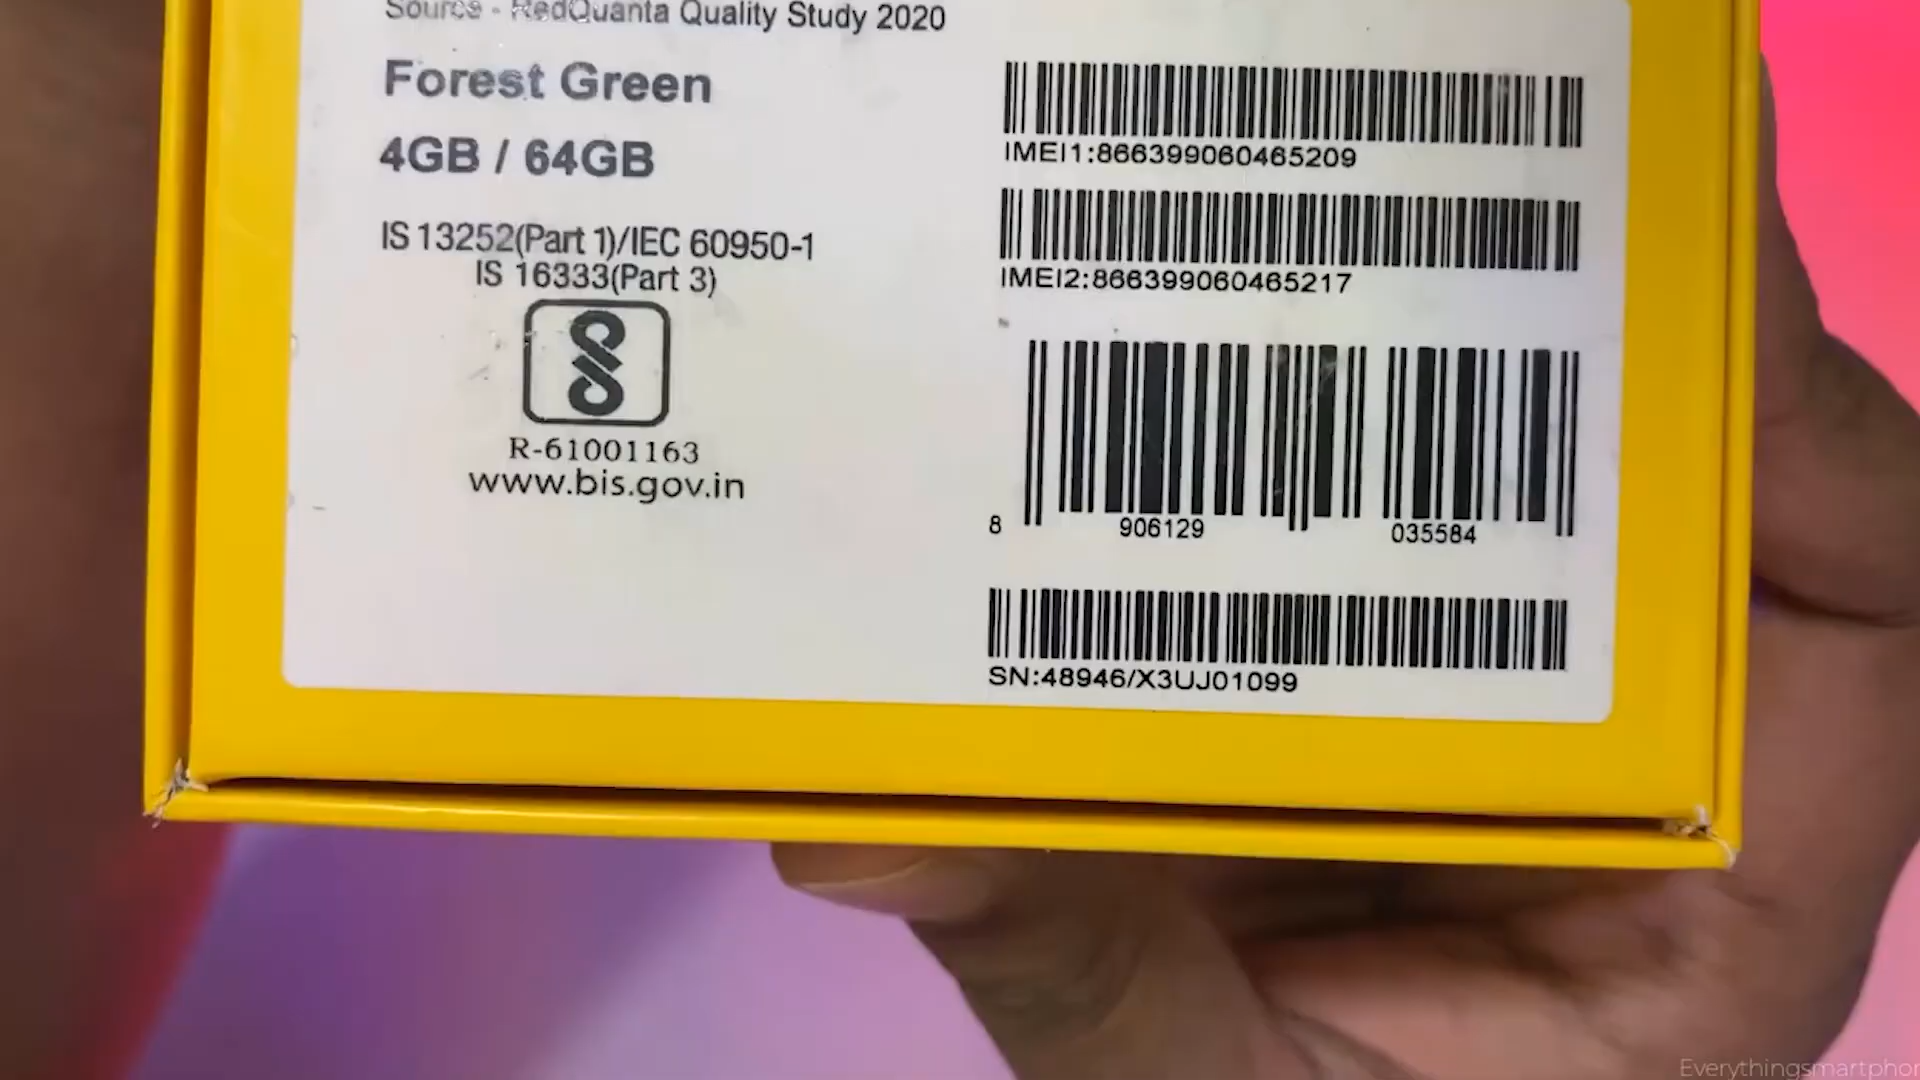 Source - RedQuanta Quality Study 2020
Forest Green
4GB / 64GB
IS 13252(Part 1)/IEC 60950-1
IS 16333(Part 3)
R-61001163
www.bis.gov.in
IMEI1:866399060465209
IMEI2:866399060465217
8 906129 035584
SN:48946/X3UJ01099
Everythingsmartphon